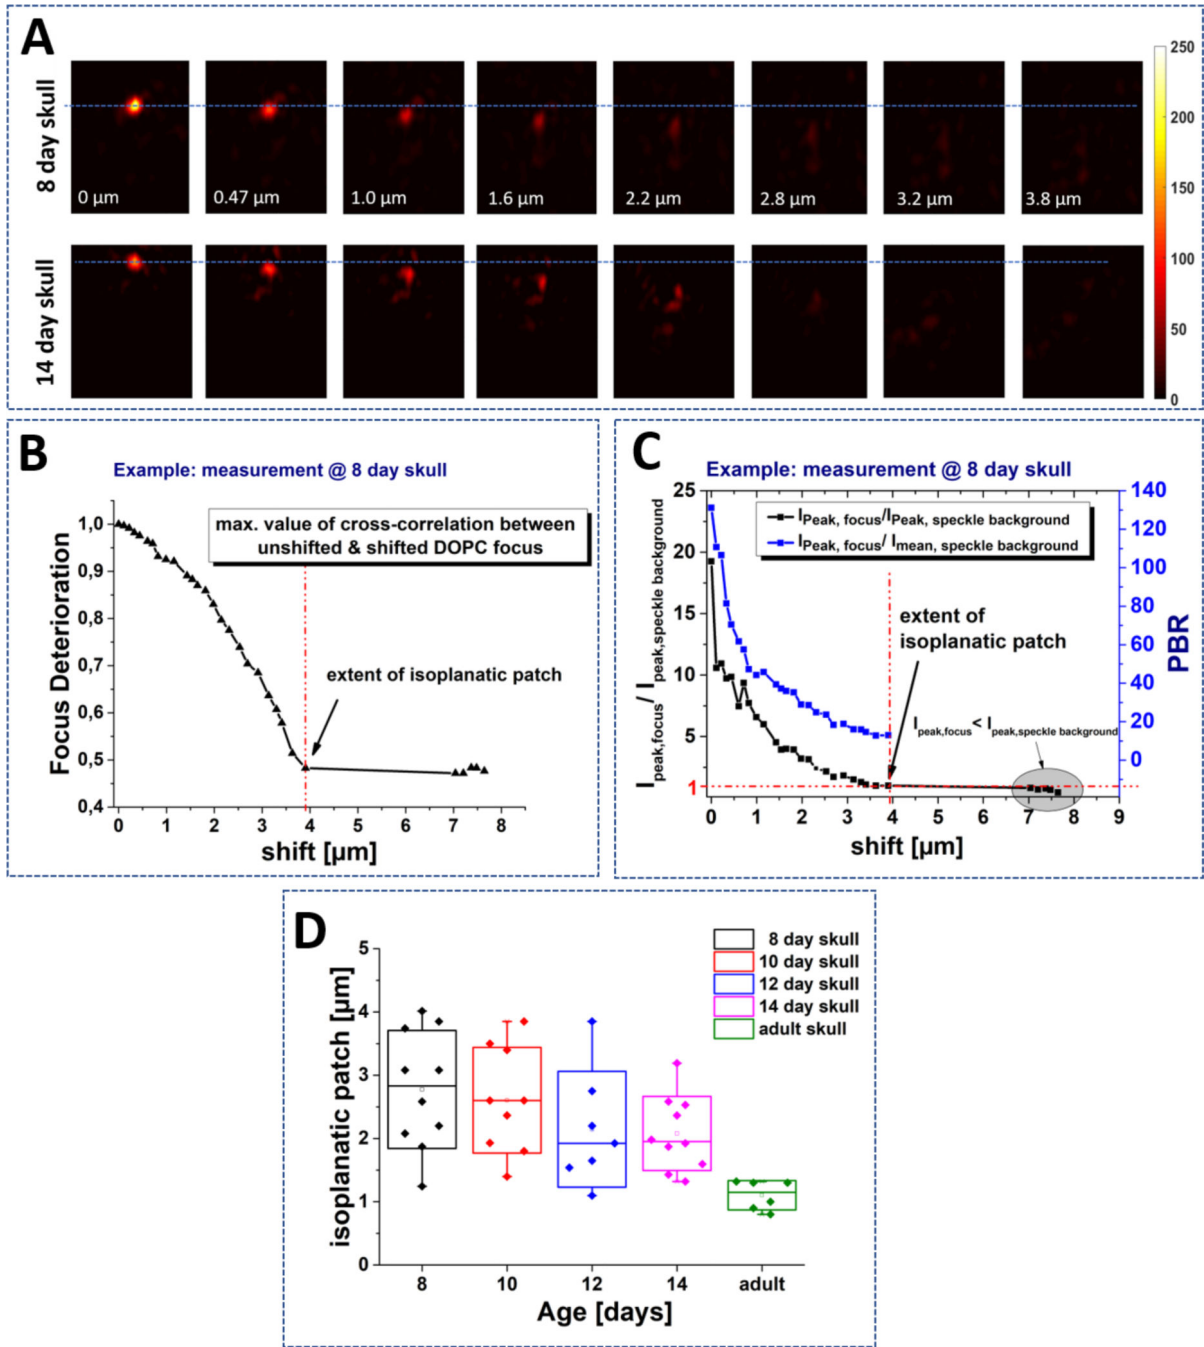 A
8 day skull
0 µm
0.47 µm
1.0 µm
1.6 µm
2.2 µm
2.8 µm
3.2 µm
3.8 µm
14 day skull
250
200
150
100
50
0
B
Example: measurement @ 8 day skull
max. value of cross-correlation between
unshifted & shifted DOPC focus
extent of isoplanatic patch
Focus Deterioration
1,0
0,9
0,8
0,7
0,6
0,5
0,4
0 1 2 3 4 5 6 7 8
shift [µm]
C
Example: measurement @ 8 day skull
I Peak, focus/I Peak, speckle background
I Peak, focus/ I mean, speckle background
extent of
isoplanatic patch
I peak,focus < I peak,speckle background
I peak,focus/ I peak,speckle background
25
20
15
10
5
1
PBR
140
120
100
80
60
40
20
0
0 1 2 3 4 5 6 7 8 9
shift [µm]
D
8 day skull
10 day skull
12 day skull
14 day skull
adult skull
isoplanatic patch [µm]
5
4
3
2
1
0
8 10 12 14 adult
Age [days]